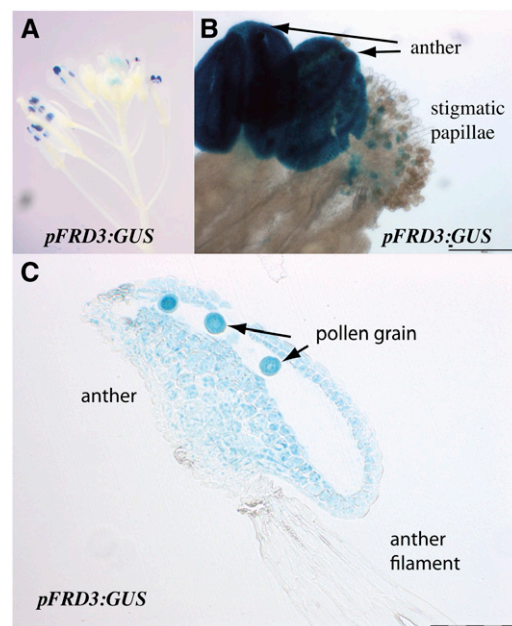 A
pFRD3:GUS
B
anther
stigmatic
papillae
pFRD3:GUS
C
pollen grain
anther
anther
filament
pFRD3:GUS